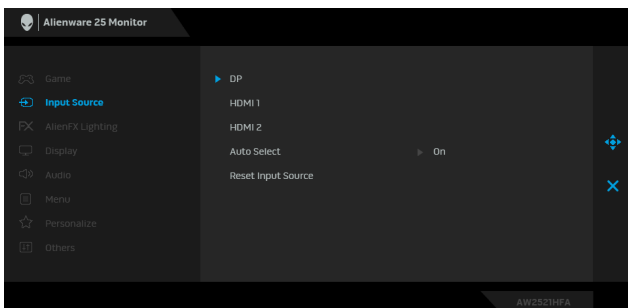 Alienware 25 Monitor
Game
Input Source
FX AlienFX Lighting
Display
Audio
Menu
Personalize
Others
DP
HDMI 1
HDMI 2
Auto Select On
Reset Input Source
AW2521HFA